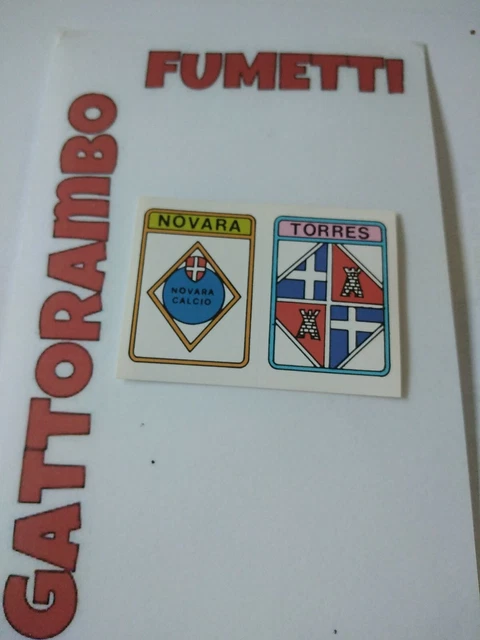 FUMETTI
GATTORAMBO
NOVARA
NOVARA
CALCIO
TORRES